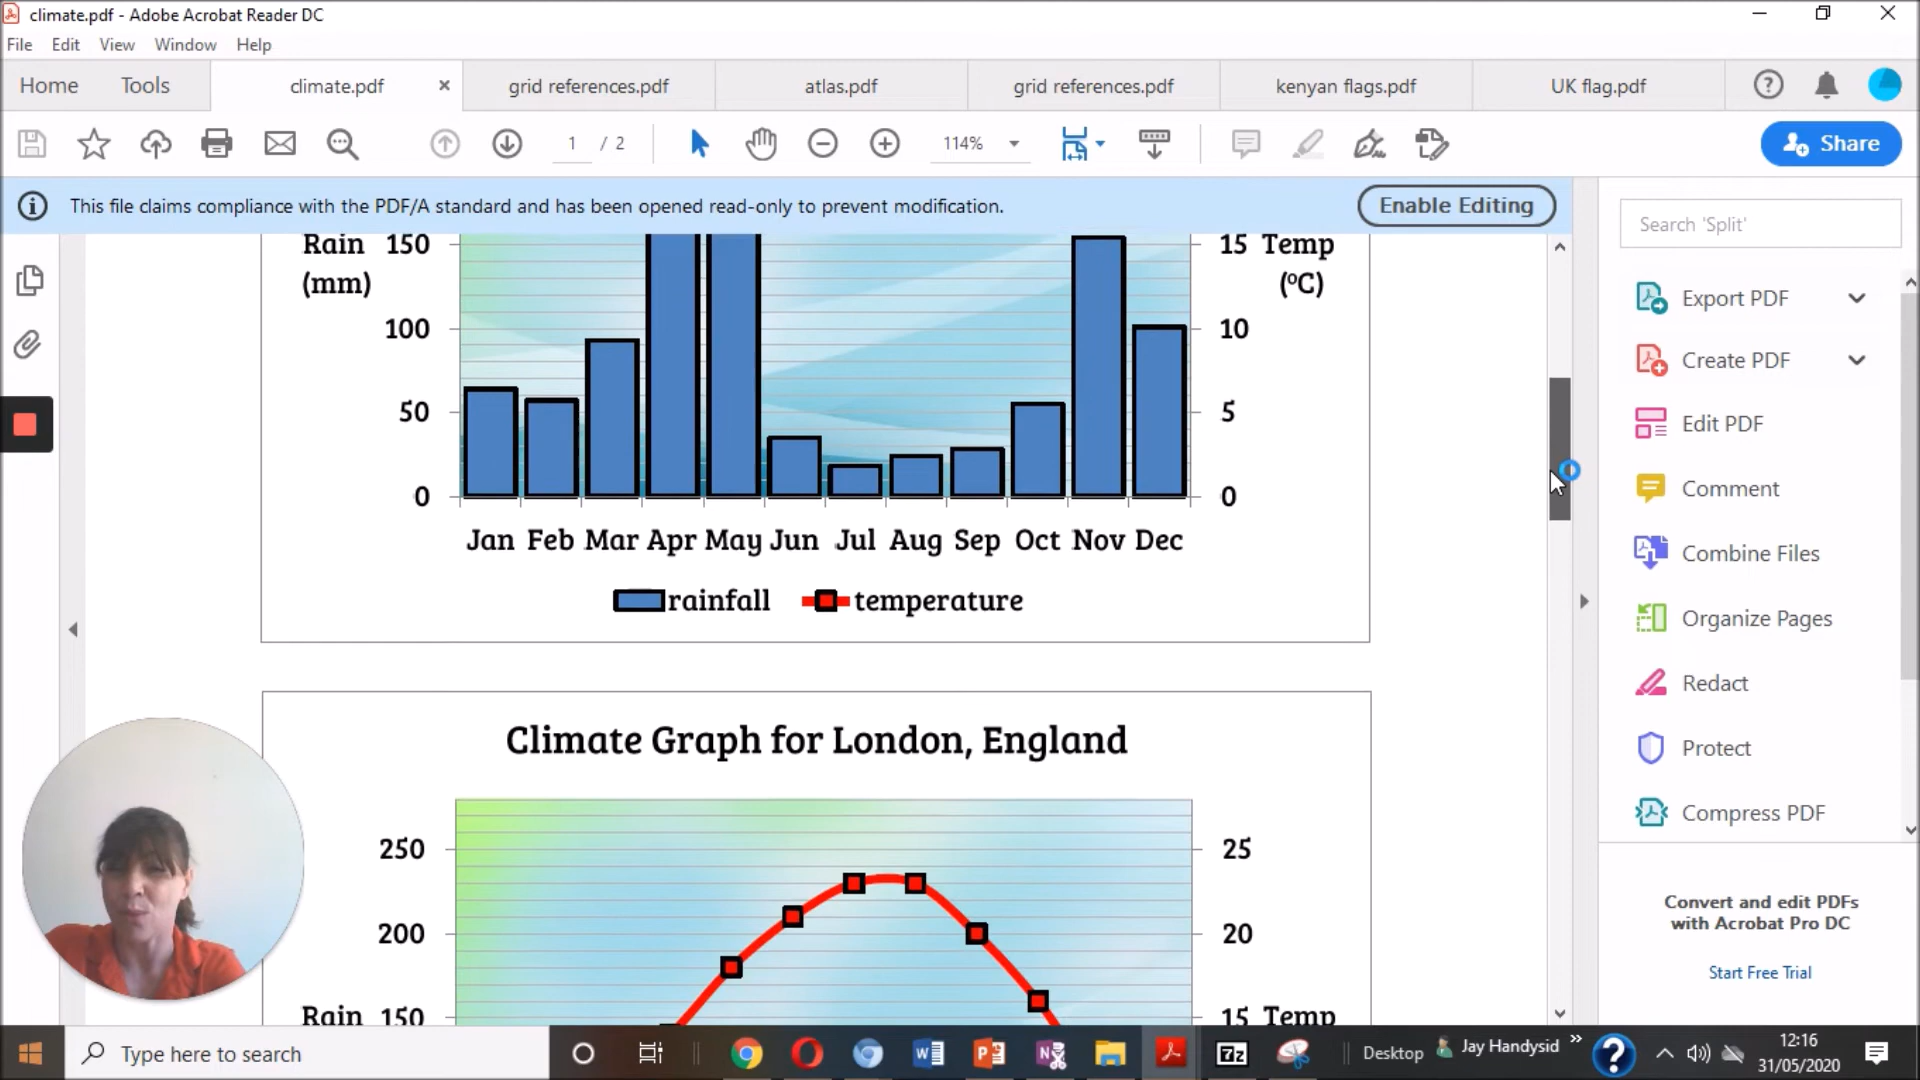 climate.pdf - Adobe Acrobat Reader DC
File Edit View Window Help
Home Tools climate.pdf × grid references.pdf atlas.pdf grid references.pdf kenyan flags.pdf UK flag.pdf
1 / 2 114% Share
This file claims compliance with the PDF/A standard and has been opened read-only to prevent modification. Enable Editing
Search 'Split'
Export PDF
Create PDF
Edit PDF
Comment
Combine Files
Organize Pages
Redact
Protect
Compress PDF
Convert and edit PDFs
with Acrobat Pro DC
Start Free Trial
Rain 150 15 Temp
(mm) (ºC)
100 10
50 5
0 0
Jan Feb Mar Apr May Jun Jul Aug Sep Oct Nov Dec
rainfall temperature
Climate Graph for London, England
250 25
200 20
Rain 150 15 Temp
Type here to search 7z Desktop Jay Handysid » 12:16
31/05/2020